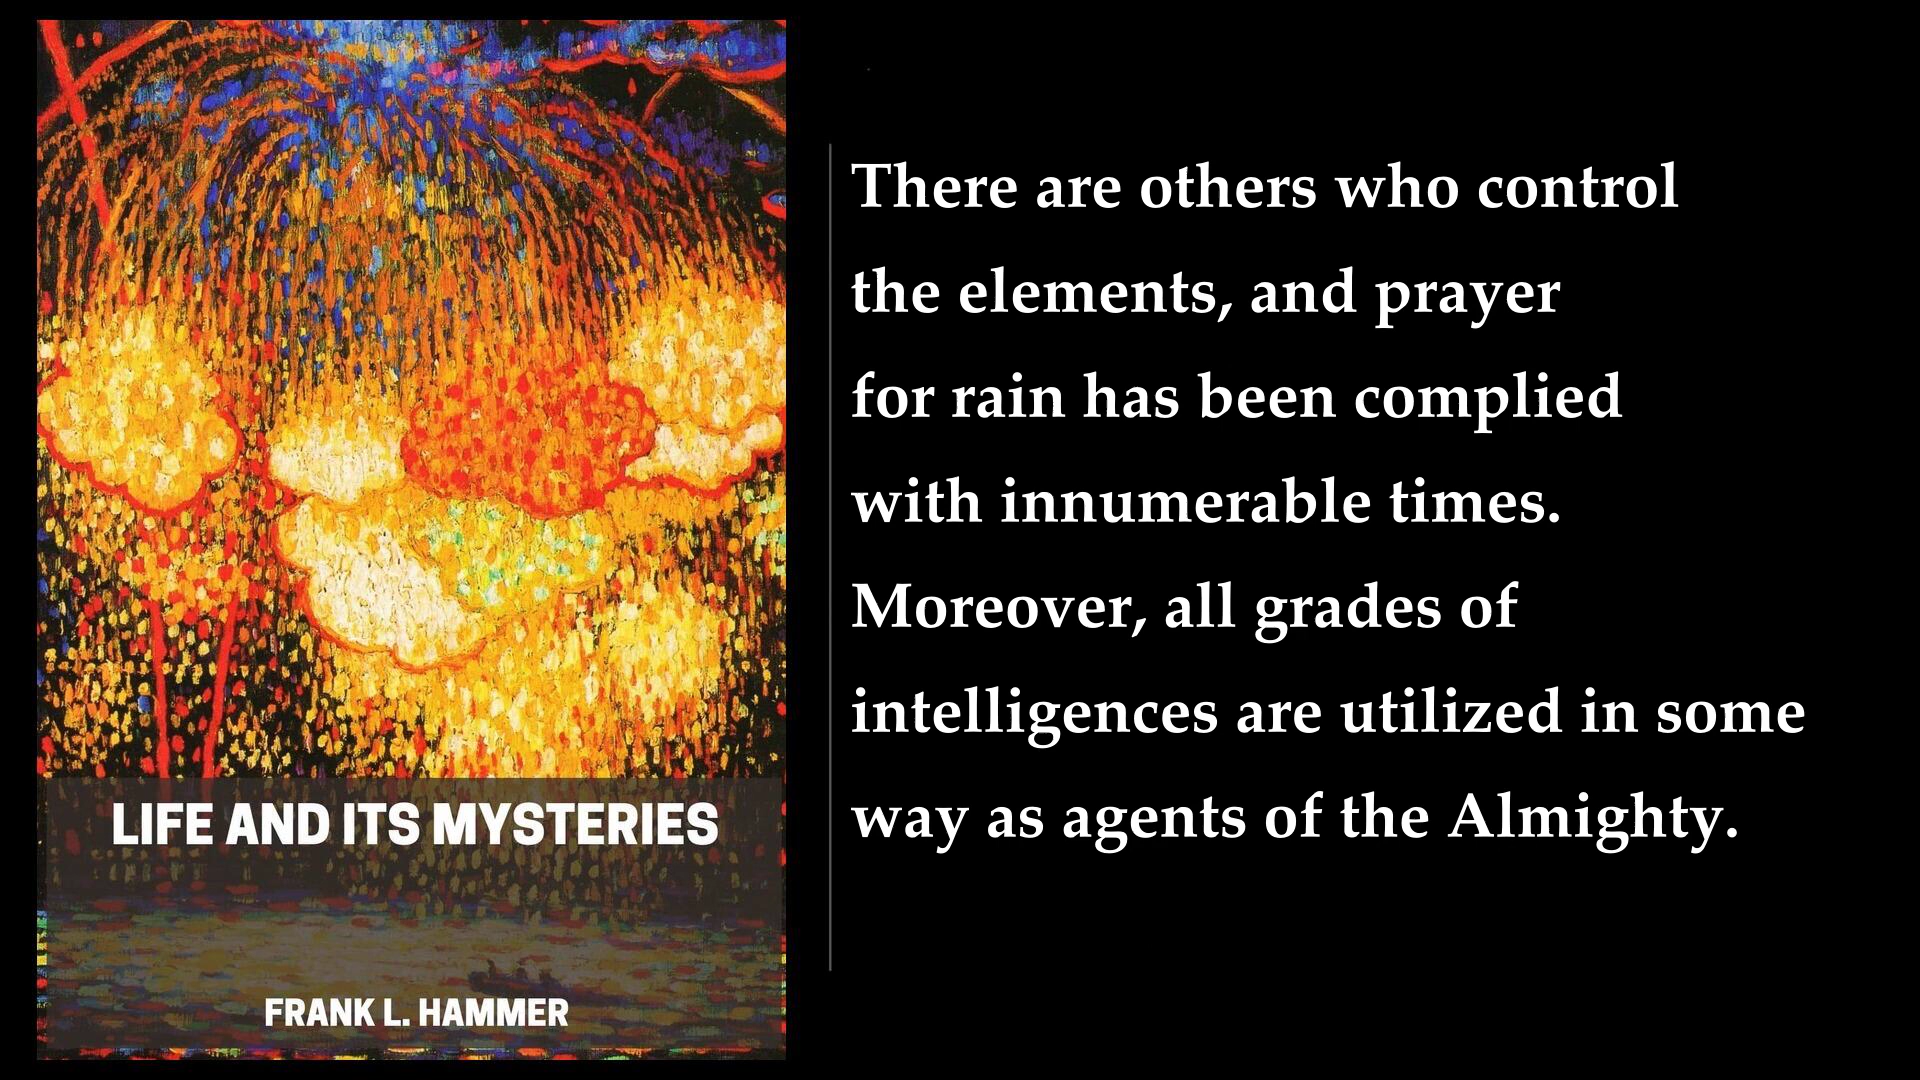 LIFE AND ITS MYSTERIES
FRANK L. HAMMER
There are others who control
the elements, and prayer
for rain has been complied
with innumerable times.
Moreover, all grades of
intelligences are utilized in some
way as agents of the Almighty.